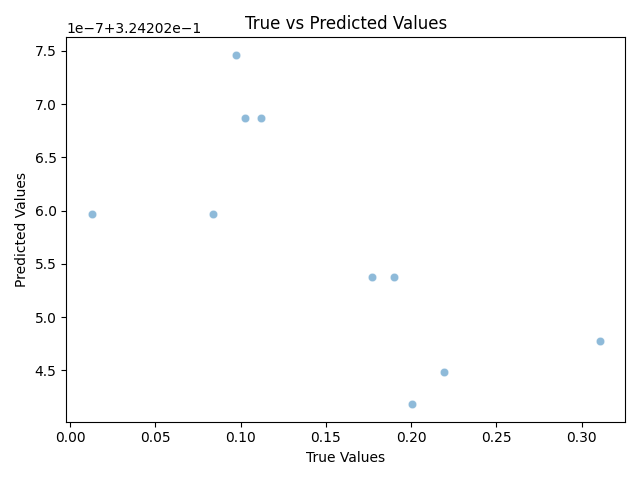 True vs Predicted Values
1e−7+3.24202e−1
7.5
7.0
6.5
6.0
5.5
5.0
4.5
Predicted Values
0.00 0.05 0.10 0.15 0.20 0.25 0.30
True Values